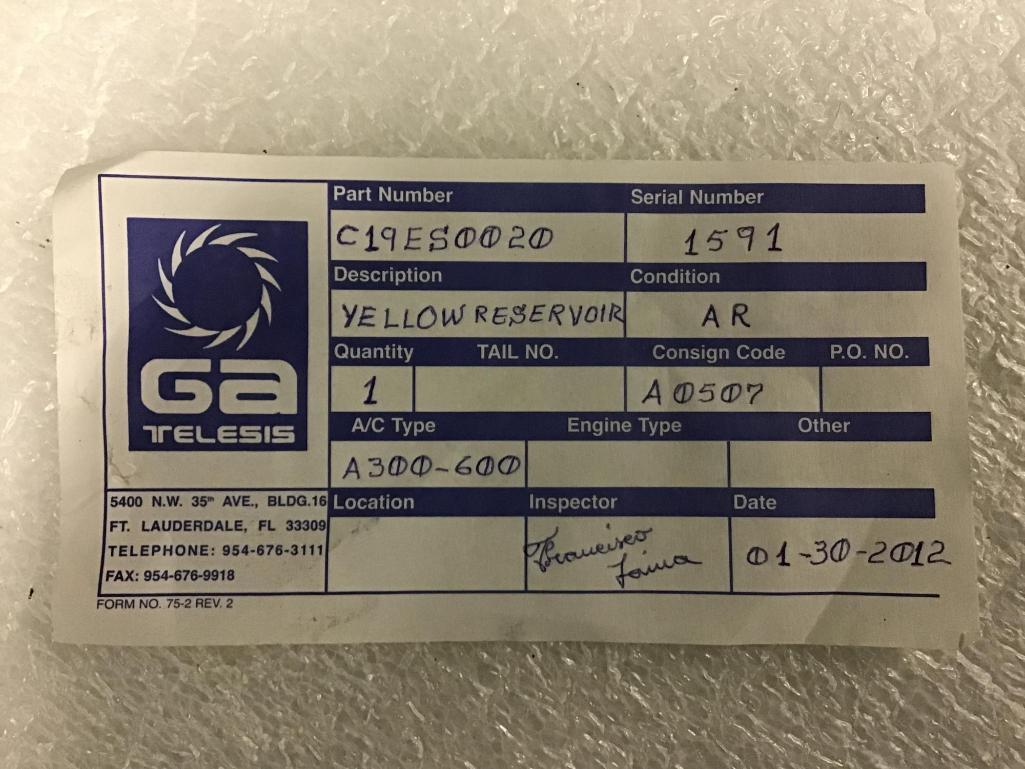 Part Number Serial Number
C19ES0020 1591
Description Condition
YELLOW RESERVOIR AR
Quantity TAIL NO. Consign Code P.O. NO.
1 A0507
A/C Type Engine Type Other
A300-600
Location Inspector Date
Francisco
01-30-2012
GA
TELESIS
5400 N.W. 35th AVE., BLDG.16
FT. LAUDERDALE, FL 33309
TELEPHONE: 954-676-3111
FAX: 954-676-9918
FORM NO. 75-2 REV. 2